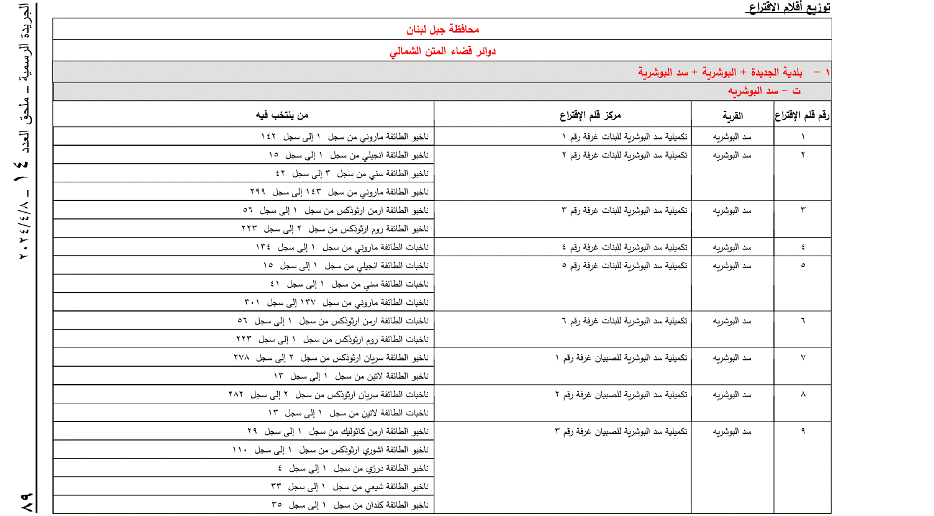 توزيع أقلام الإقتراع
محافظة جبل لبنان
دوائر قضاء المتن الشمالي
١ - بلدية الجديدة + البوشرية + سد البوشرية
ت - سد البوشريه
رقم قلم الإقتراع القرية مركز قلم الإقتراع من ينتخب فيه
١ سد البوشريه تكميلية سد البوشرية للبنات غرفة رقم ١ ناخبو الطائفة ماروني من سجل ١ إلى سجل ١٤٢
٢ سد البوشريه تكميلية سد البوشرية للبنات غرفة رقم ٢ ناخبو الطائفة انجيلي من سجل ١ إلى سجل ١٥
ناخبو الطائفة سني من سجل ٣ إلى سجل ٤٢
ناخبو الطائفة ماروني من سجل ١٤٣ إلى سجل ٢٩٩
٣ سد البوشريه تكميلية سد البوشرية للبنات غرفة رقم ٣ ناخبو الطائفة ارمن ارثوذكس من سجل ١ إلى سجل ٥٦
ناخبو الطائفة روم ارثوذكس من سجل ٢ إلى سجل ٢٢٣
٤ سد البوشريه تكميلية سد البوشرية للبنات غرفة رقم ٤ ناخبات الطائفة ماروني من سجل ١ إلى سجل ١٣٤
٥ سد البوشريه تكميلية سد البوشرية للبنات غرفة رقم ٥ ناخبات الطائفة انجيلي من سجل ١ إلى سجل ١٥
ناخبات الطائفة سني من سجل ١ إلى سجل ٤١
ناخبات الطائفة ماروني من سجل ١٣٧ إلى سجل ٣٠١
٦ سد البوشريه تكميلية سد البوشرية للبنات غرفة رقم ٦ ناخبات الطائفة ارمن ارثوذكس من سجل ١ إلى سجل ٥٦
ناخبات الطائفة روم ارثوذكس من سجل ١ إلى سجل ٢٢٣
٧ سد البوشريه تكميلية سد البوشرية للصبيان غرفة رقم ١ ناخبو الطائفة سريان ارثوذكس من سجل ٢ إلى سجل ٢٧٨
ناخبو الطائفة لاتين من سجل ١ إلى سجل ١٣
٨ سد البوشريه تكميلية سد البوشرية للصبيان غرفة رقم ٢ ناخبات الطائفة سريان ارثوذكس من سجل ٢ إلى سجل ٢٨٢
ناخبات الطائفة لاتين من سجل ١ إلى سجل ١٣
٩ سد البوشريه تكميلية سد البوشرية للصبيان غرفة رقم ٣ ناخبو الطائفة ارمن كاثوليك من سجل ١ إلى سجل ٢٩
ناخبو الطائفة اشوري ارثوذكس من سجل ١ إلى سجل ١١٠
ناخبو الطائفة درزي من سجل ١ إلى سجل ٤
ناخبو الطائفة شيعي من سجل ١ إلى سجل ٣٣
ناخبو الطائفة كلدان من سجل ١ إلى سجل ٣٥
الجريدة الرسمية – ملحق العدد ١٤ – ٢٠٢٤/٤/٨
٨٩